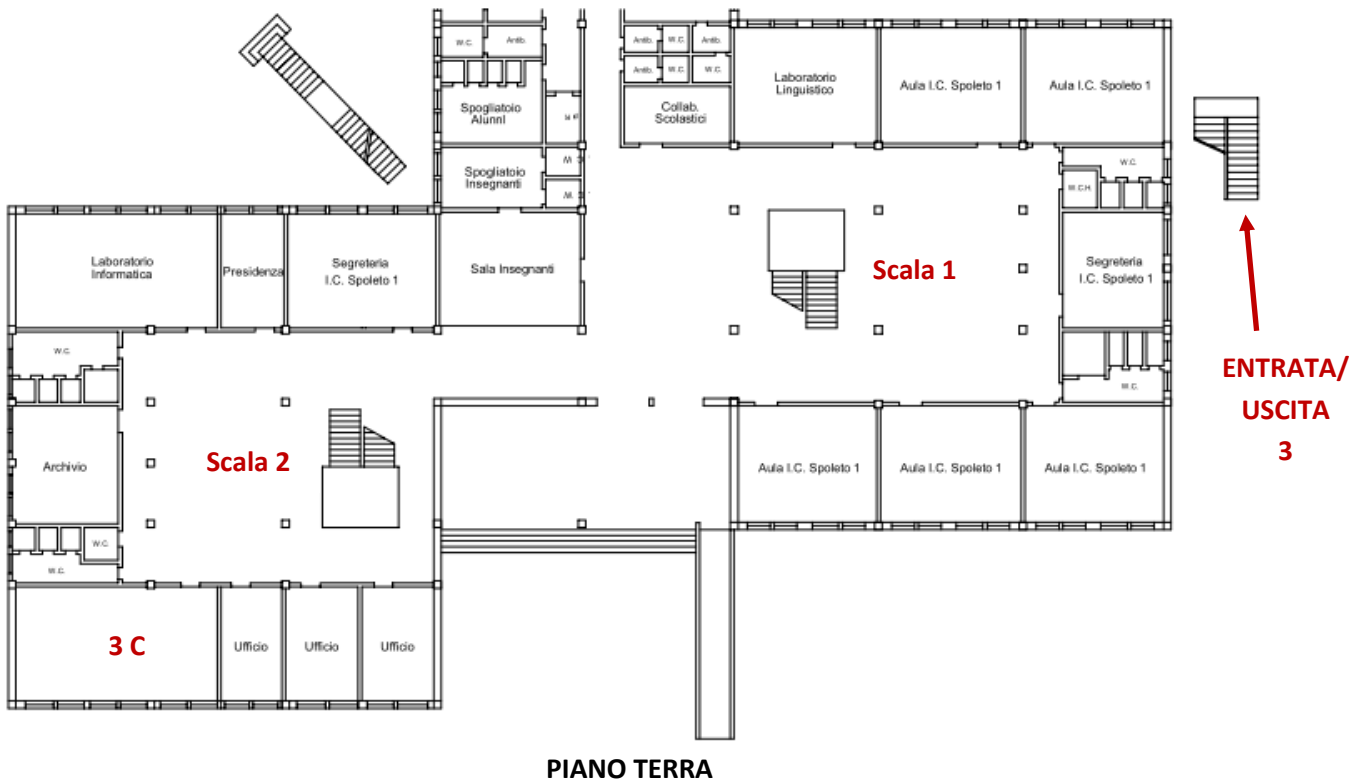 W.C.
Antib.
Antib.
W.C.
Antib.
Antib.
W.C.
W.C.
Spogliatoio
Alunni
Collab.
Scolastici
Laboratorio
Linguistico
Aula I.C. Spoleto 1
Aula I.C. Spoleto 1
Spogliatoio
Insegnanti
W.C.
W.C.H.
Laboratorio
Informatica
Presidenza
Segreteria
I.C. Spoleto 1
Sala Insegnanti
Scala 1
Segreteria
I.C. Spoleto 1
W.C.
W.C.
ENTRATA/
USCITA
3
Archivio
Scala 2
Aula I.C. Spoleto 1
Aula I.C. Spoleto 1
Aula I.C. Spoleto 1
W.C.
W.C.
3 C
Ufficio
Ufficio
Ufficio
PIANO TERRA